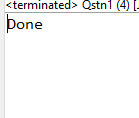 <terminated> Qstn1 (4) [
Done